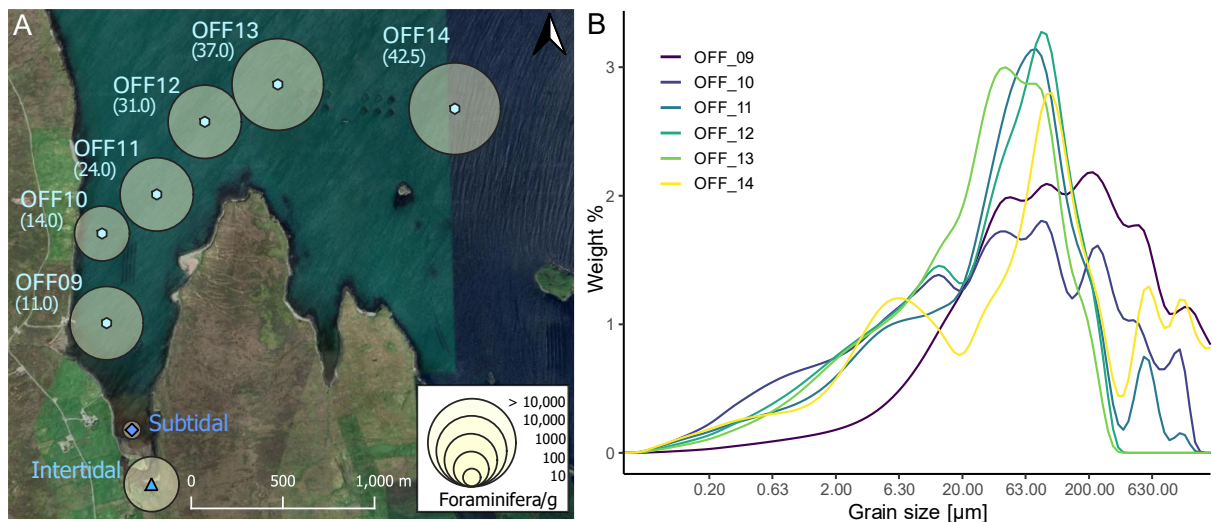 A
OFF13
(37.0)
OFF14
(42.5)
OFF12
(31.0)
OFF11
(24.0)
OFF10
(14.0)
OFF09
(11.0)
Subtidal
Intertidal
0 500 1,000 m
> 10,000
10,000
1000
100
10
Foraminifera/g
B
OFF_09
OFF_10
OFF_11
OFF_12
OFF_13
OFF_14
Weight %
3
2
1
0
0.20 0.63 2.00 6.30 20.00 63.00 200.00 630.00
Grain size [µm]